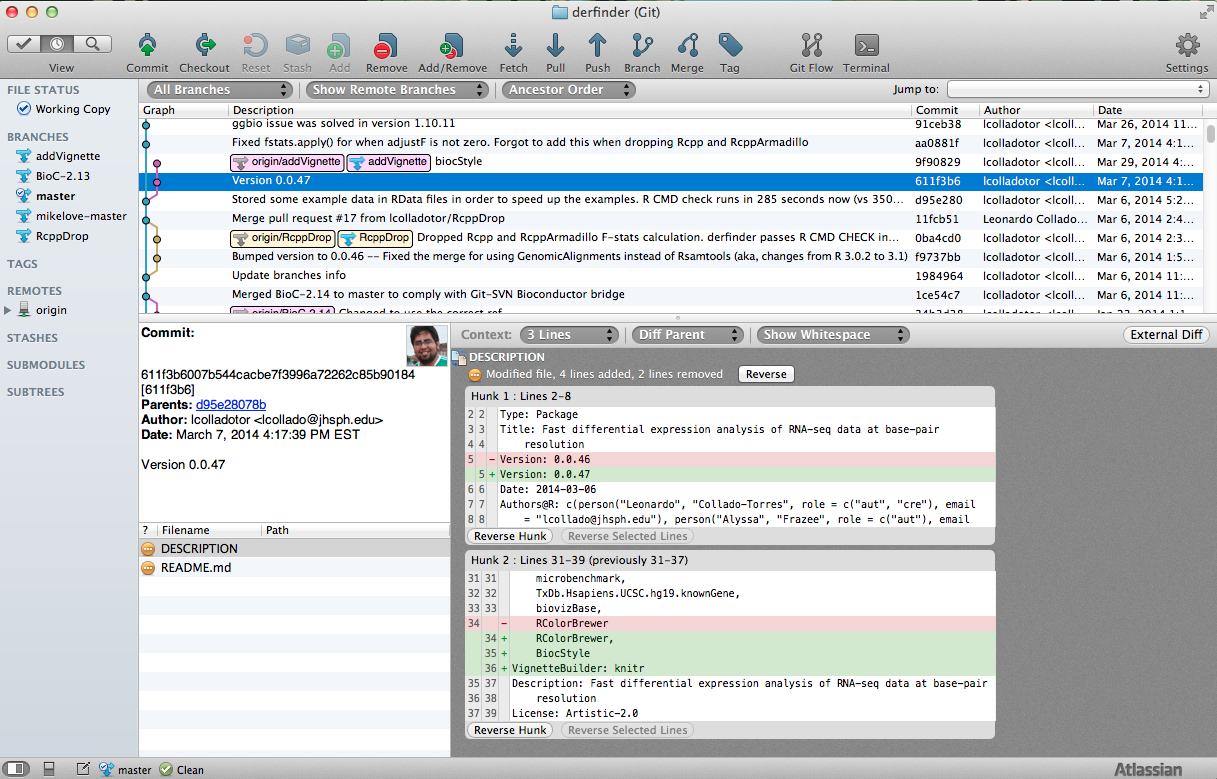 derfinder (Git)
View Commit Checkout Reset Stash Add Remove Add/Remove Fetch Pull Push Branch Merge Tag Git Flow Terminal Settings
FILE STATUS
Working Copy
BRANCHES
addVignette
BioC-2.13
master
mikelove-master
RcppDrop
TAGS
REMOTES
origin
STASHES
SUBMODULES
SUBTREES
All Branches Show Remote Branches Ancestor Order Jump to:
Graph Description Commit Author Date
ggbio issue was solved in version 1.10.11 91ceb38 lcolladotor <lcoll... Mar 26, 2014 11...
Fixed fstats.apply() for when adjustF is not zero. Forgot to add this when dropping Rcpp and RcppArmadillo aa0881f lcolladotor <lcoll... Mar 7, 2014 4:1...
origin/addVignette addVignette biocStyle 9f90829 lcolladotor <lcoll... Mar 29, 2014 4:...
Version 0.0.47 611f3b6 lcolladotor <lcoll... Mar 7, 2014 4:1...
Stored some example data in RData files in order to speed up the examples. R CMD check runs in 285 seconds now (vs 350... d95e280 lcolladotor <lcoll... Mar 6, 2014 5:2...
Merge pull request #17 from lcolladotor/RcppDrop 11fcb51 Leonardo Collado... Mar 6, 2014 2:4...
origin/RcppDrop RcppDrop Dropped Rcpp and RcppArmadillo F-stats calculation. derfinder passes R CMD CHECK in... 0ba4cd0 lcolladotor <lcoll... Mar 6, 2014 2:3...
Bumped version to 0.0.46 -- Fixed the merge for using GenomicAlignments instead of Rsamtools (aka, changes from R 3.0.2 to 3.1) f9737bb lcolladotor <lcoll... Mar 6, 2014 1:5...
Update branches info 1984964 lcolladotor <lcoll... Mar 6, 2014 11:...
Merged BioC-2.14 to master to comply with Git-SVN Bioconductor bridge 1ce54c7 lcolladotor <lcoll... Mar 6, 2014 11:...
origin/BioC-2.14 Changed to use the correct ref
Commit:
611f3b6007b544cacbe7f3996a72262c85b90184
[611f3b6]
Parents: d95e28078b
Author: lcolladotor <lcollado@jhsph.edu>
Date: March 7, 2014 4:17:39 PM EST
Version 0.0.47
? Filename Path
DESCRIPTION
README.md
Context: 3 Lines Diff Parent Show Whitespace External Diff
DESCRIPTION
Modified file, 4 lines added, 2 lines removed Reverse
Hunk 1 : Lines 2-8
2 2 Type: Package
3 3 Title: Fast differential expression analysis of RNA-seq data at base-pair
4 4 resolution
5 - Version: 0.0.46
5 + Version: 0.0.47
6 6 Date: 2014-03-06
7 7 Authors@R: c(person("Leonardo", "Collado-Torres", role = c("aut", "cre"), email
8 8 = "lcollado@jhsph.edu"), person("Alyssa", "Frazee", role = c("aut"), email
Reverse Hunk Reverse Selected Lines
Hunk 2 : Lines 31-39 (previously 31-37)
31 31 microbenchmark,
32 32 TxDb.Hsapiens.UCSC.hg19.knownGene,
33 33 biovizBase,
34 - RColorBrewer
34 + RColorBrewer,
35 + BiocStyle
36 + VignetteBuilder: knitr
35 37 Description: Fast differential expression analysis of RNA-seq data at base-pair
36 38 resolution
37 39 License: Artistic-2.0
Reverse Hunk Reverse Selected Lines
master Clean Atlassian